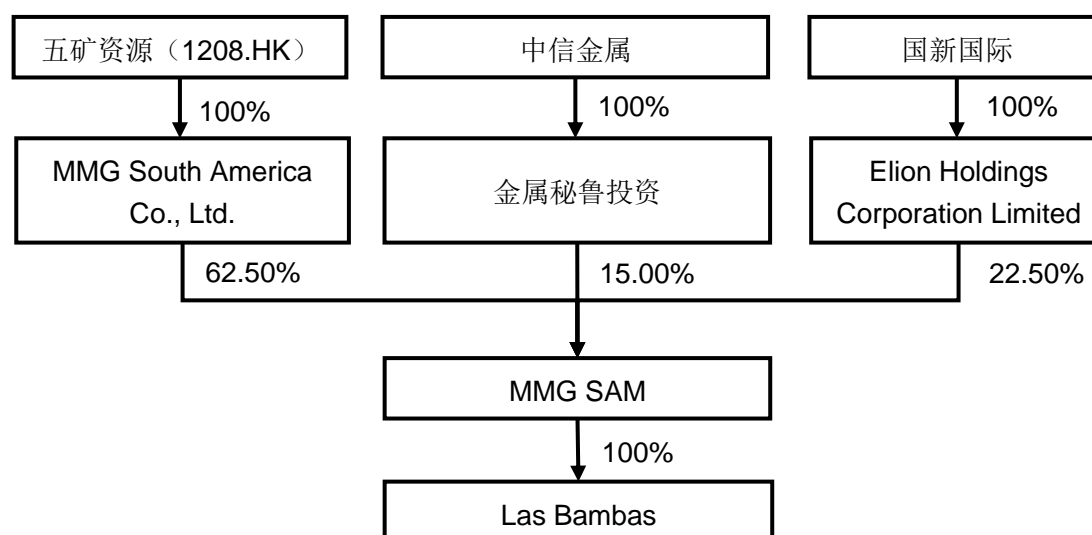 五矿资源（1208.HK）
中信金属
国新国际
100%
100%
100%
MMG South America
Co., Ltd.
金属秘鲁投资
Elion Holdings
Corporation Limited
62.50%
15.00%
22.50%
MMG SAM
100%
Las Bambas